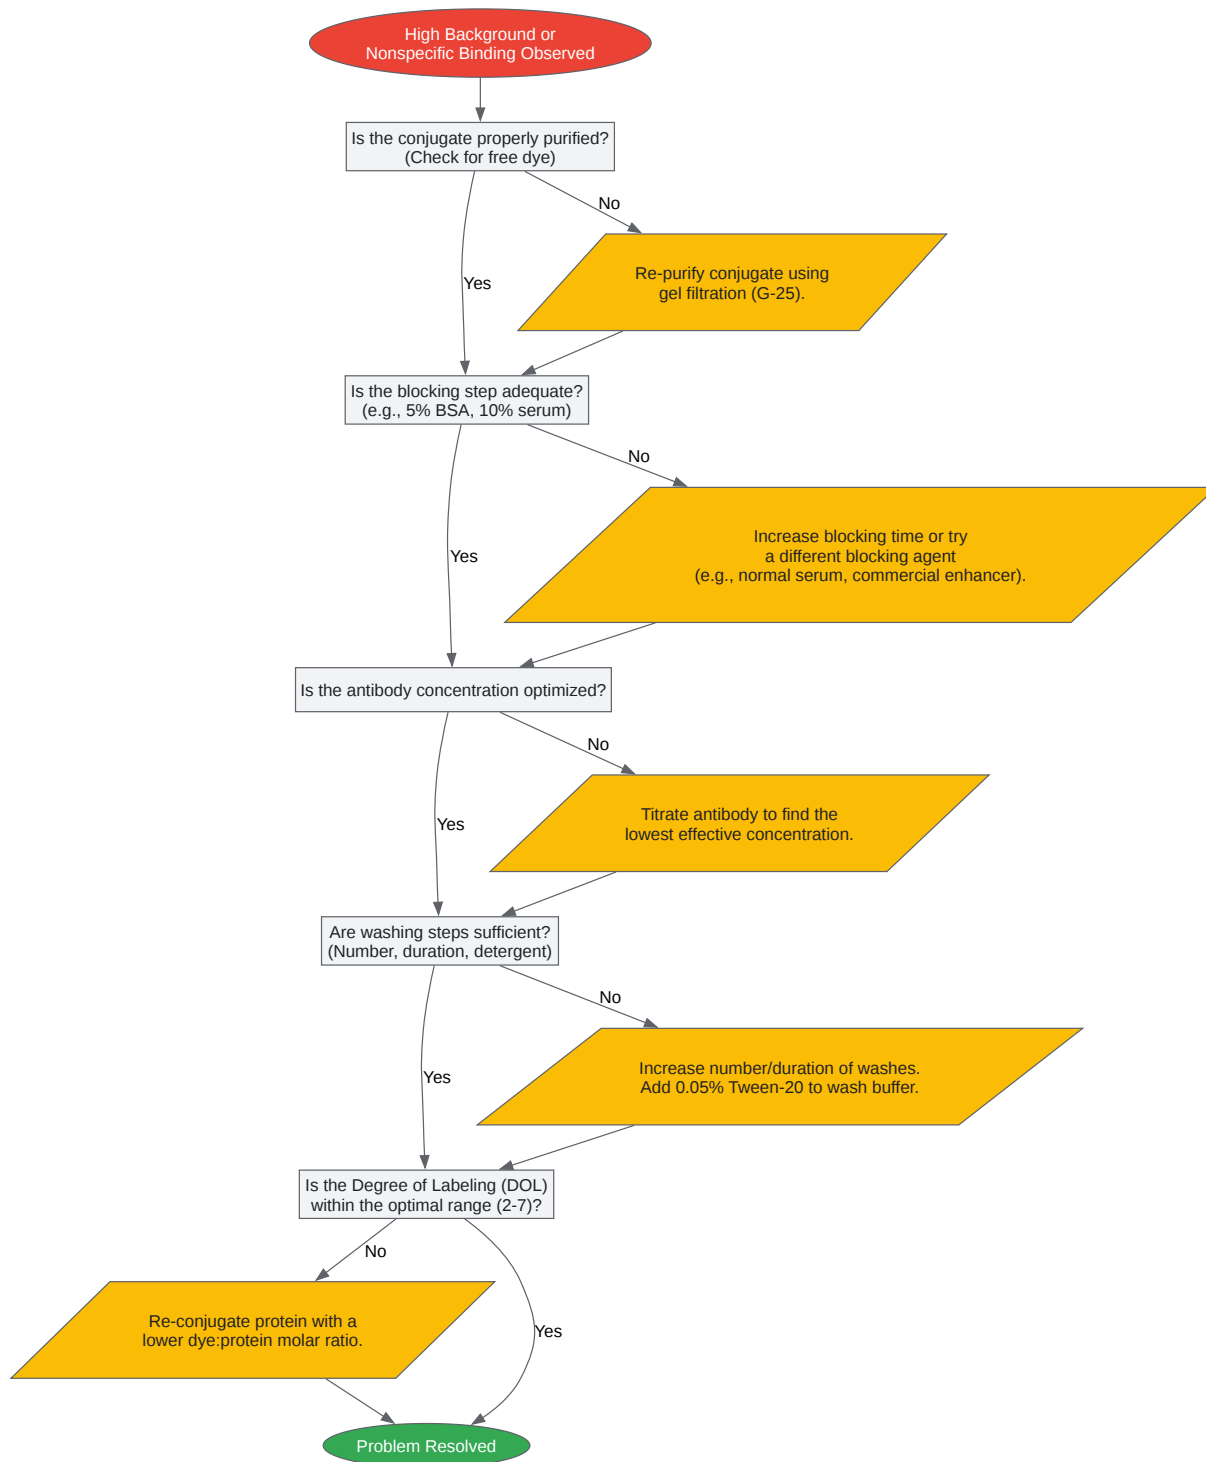 High Background or
Nonspecific Binding Observed
Is the conjugate properly purified?
(Check for free dye)
No
Yes
Re-purify conjugate using
gel filtration (G-25).
Is the blocking step adequate?
(e.g., 5% BSA, 10% serum)
No
Yes
Increase blocking time or try
a different blocking agent
(e.g., normal serum, commercial enhancer).
Is the antibody concentration optimized?
No
Yes
Titrate antibody to find the
lowest effective concentration.
Are washing steps sufficient?
(Number, duration, detergent)
No
Yes
Increase number/duration of washes.
Add 0.05% Tween-20 to wash buffer.
Is the Degree of Labeling (DOL)
within the optimal range (2-7)?
No
Yes
Re-conjugate protein with a
lower dye:protein molar ratio.
Problem Resolved